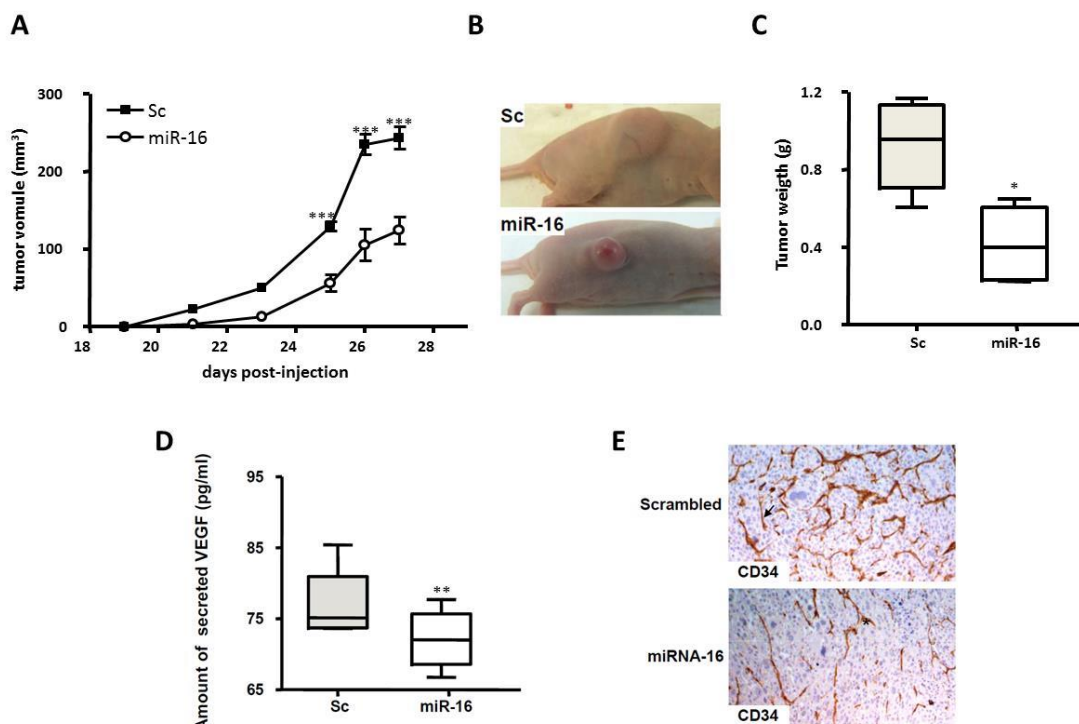 A
tumor vomule (mm³)
300
200
100
0
Sc
miR-16
***
***
***
18
20
22
24
26
28
days post-injection
B
Sc
miR-16
C
Tumor weigth (g)
1.2
0.8
0.4
0.0
*
Sc
miR-16
D
Amount of secreted VEGF (pg/ml)
95
85
75
65
**
Sc
miR-16
E
Scrambled
CD34
miRNA-16
*
CD34